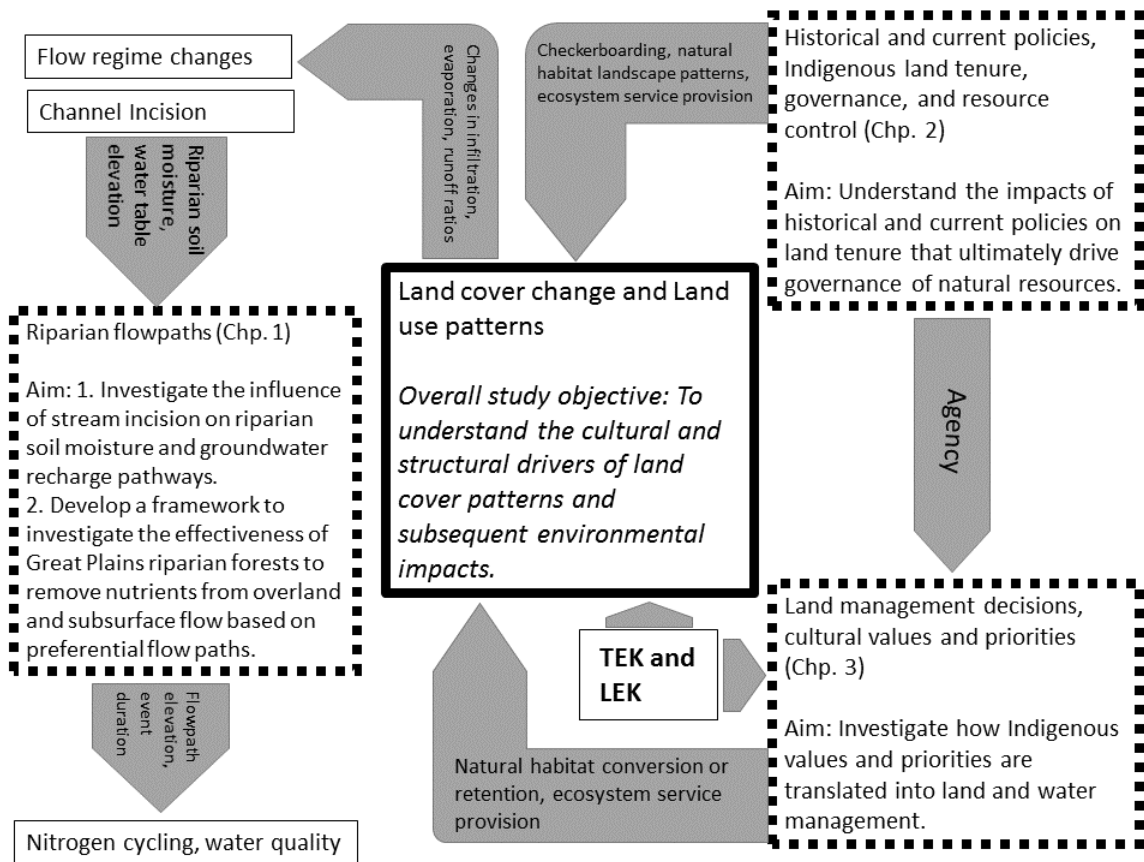 Flow regime changes
Channel Incision
Riparian soil
moisture,
water table
elevation
Riparian flowpaths (Chp. 1)
Aim: 1. Investigate the influence
of stream incision on riparian
soil moisture and groundwater
recharge pathways.
2. Develop a framework to
investigate the effectiveness of
Great Plains riparian forests to
remove nutrients from overland
and subsurface flow based on
preferential flow paths.
Flowpath
elevation,
event
duration
Nitrogen cycling, water quality
Changes in infiltration,
evaporation, runoff ratios
Checkerboarding, natural
habitat landscape patterns,
ecosystem service provision
Land cover change and Land
use patterns
Overall study objective: To
understand the cultural and
structural drivers of land
cover patterns and
subsequent environmental
impacts.
TEK and
LEK
Natural habitat conversion or
retention, ecosystem service
provision
Historical and current policies,
Indigenous land tenure,
governance, and resource
control (Chp. 2)
Aim: Understand the impacts of
historical and current policies on
land tenure that ultimately drive
governance of natural resources.
Agency
Land management decisions,
cultural values and priorities
(Chp. 3)
Aim: Investigate how Indigenous
values and priorities are
translated into land and water
management.